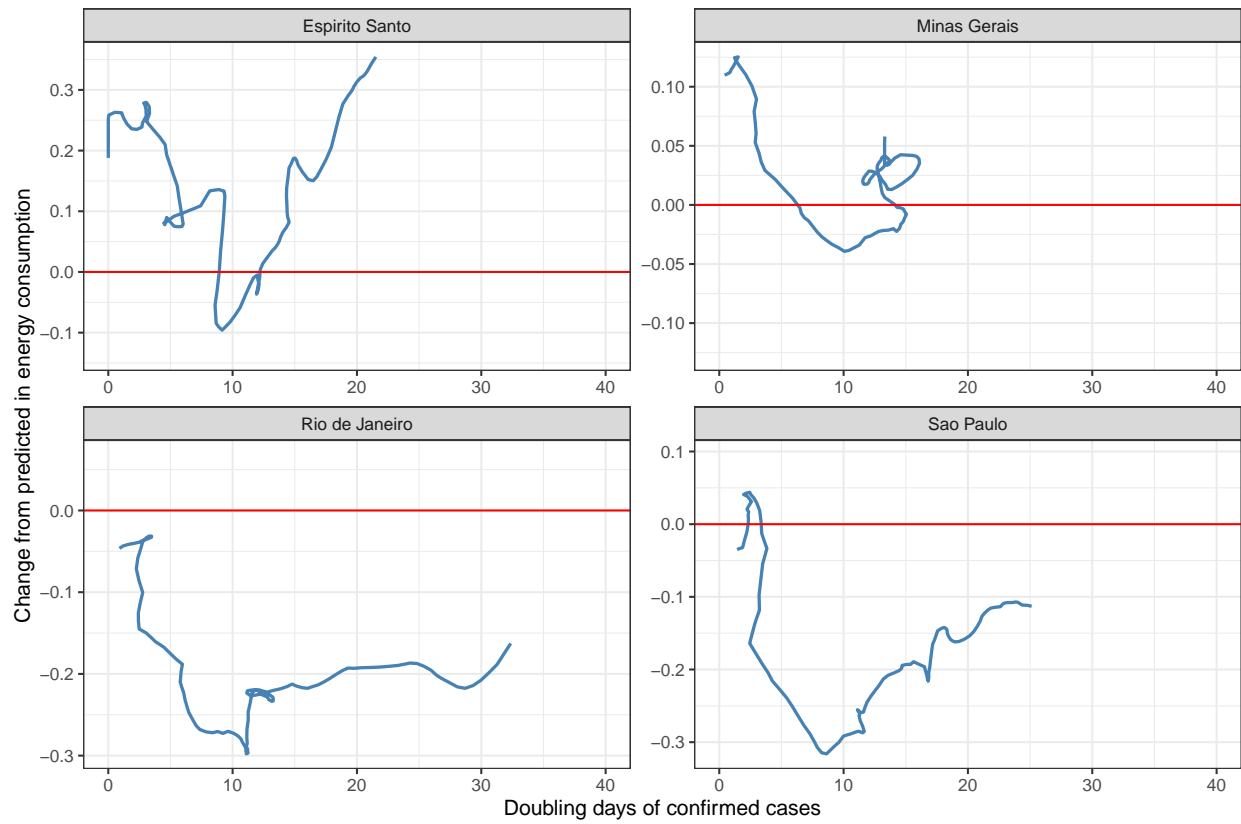 Espirito Santo
Minas Gerais
0.3
0.2
0.1
0.0
−0.1
0.10
0.05
0.00
−0.05
−0.10
0 10 20 30 40
0 10 20 30 40
Rio de Janeiro
Sao Paulo
0.0
−0.1
−0.2
−0.3
0.1
0.0
−0.1
−0.2
−0.3
0 10 20 30 40
0 10 20 30 40
Change from predicted in energy consumption
Doubling days of confirmed cases